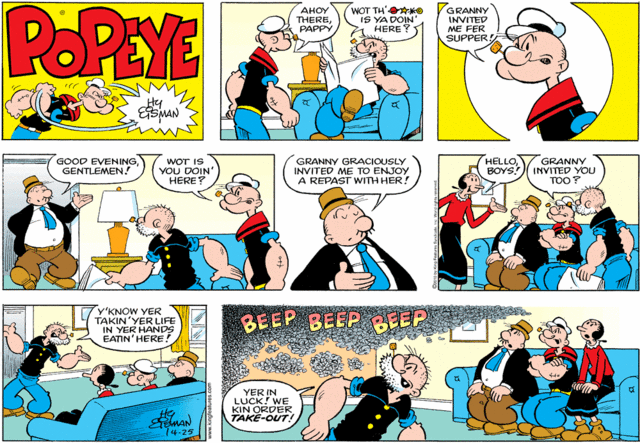 POPEYE
Hy
EISMAN
AHOY
THERE,
PAPPY
WOT TH'
IS YA DOIN'
HERE?
GRANNY
INVITED
ME FER
SUPPER!
GOOD EVENING,
GENTLEMEN!
WOT IS
YOU DOIN'
HERE?
GRANNY GRACIOUSLY
INVITED ME TO ENJOY
A REPAST WITH HER!
HELLO,
BOYS!
GRANNY
INVITED YOU
TOO?
Y'KNOW YER
TAKIN' YER LIFE
IN YER HANDS
EATIN' HERE!
Hy
EISMAN
4-25
www.kingfeatures.com
BEEP BEEP BEEP
YER IN
LUCK! WE
KIN ORDER
TAKE-OUT!